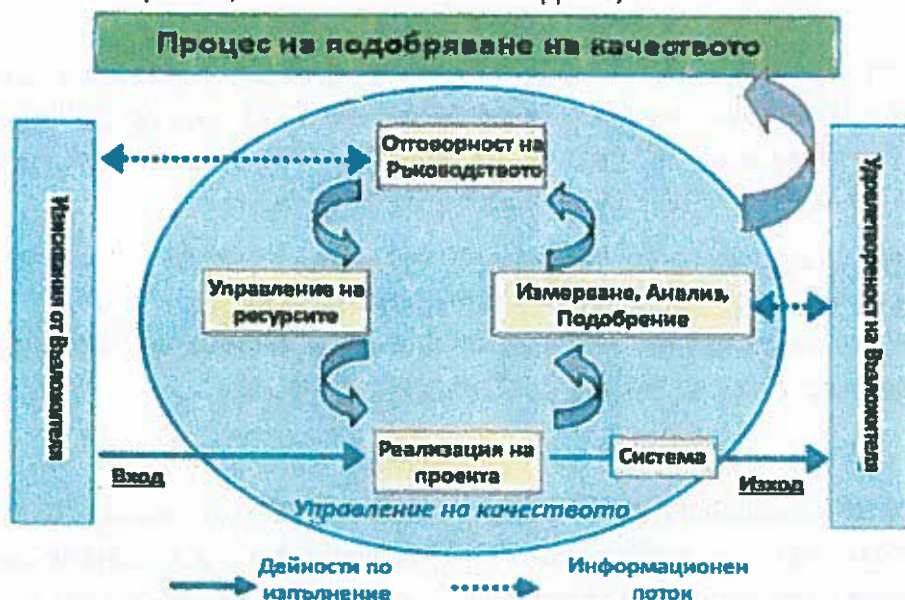 Процес на подобряване на качеството
Отговорност на
Ръководството
Изисквания от Възложителя
Удовлетвореност на Възложителя
Управление на
ресурсите
Измерване, Анализ,
Подобрение
Реализация на
проекта
Система
Вход
Изход
Управление на качеството
Дейности по
изпълнение
Информационен
поток